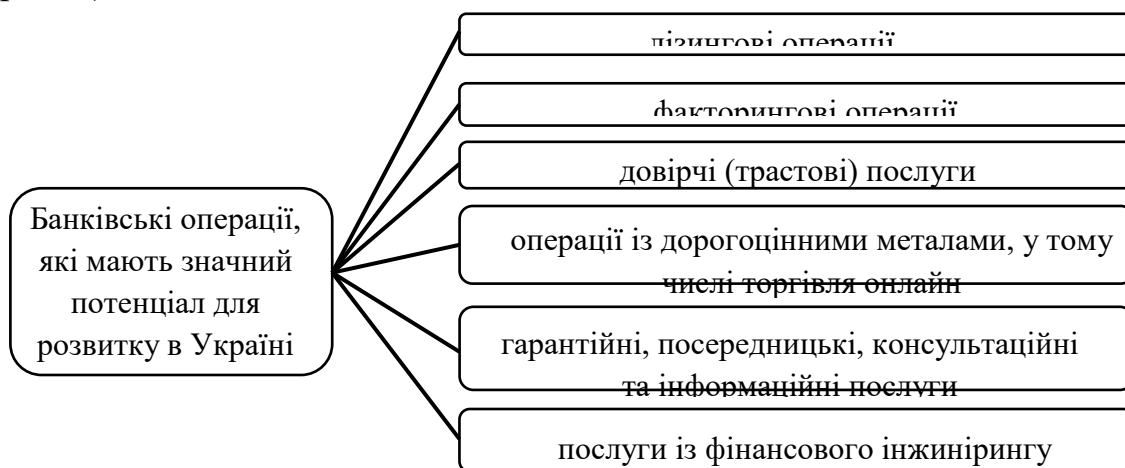 лізингові операції
факторингові операції
довірчі (трастові) послуги
Банківські операції,
які мають значний
потенціал для
розвитку в Україні
операції із дорогоцінними металами, у тому
числі торгівля онлайн
гарантійні, посередницькі, консультаційні
та інформаційні послуги
послуги із фінансового інжинірингу